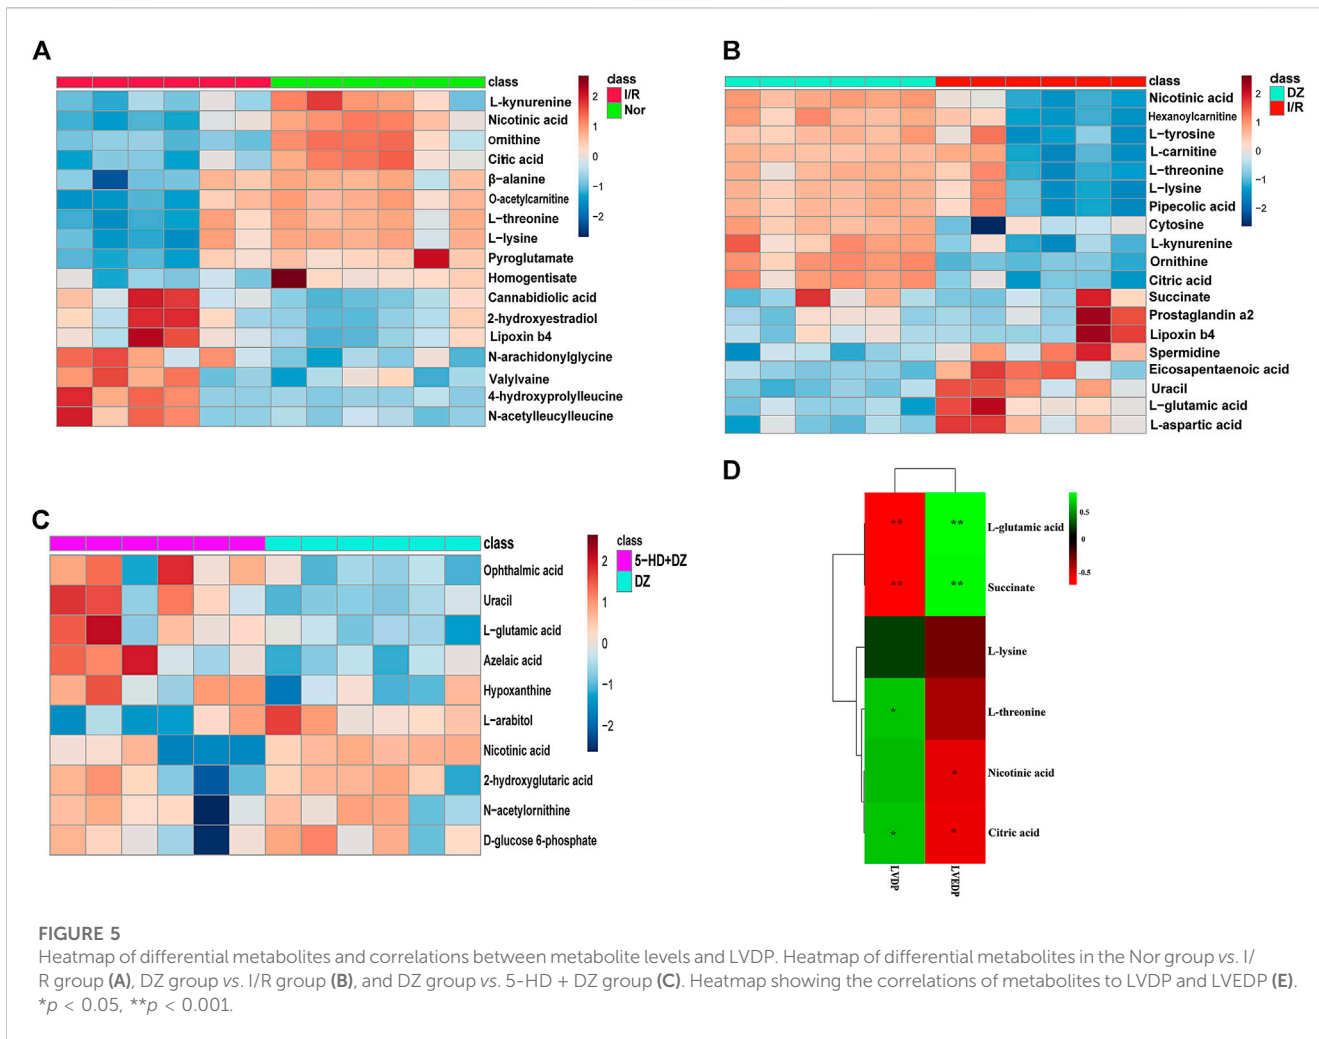 A
class
L-kynurenine
Nicotinic acid
ornithine
Citric acid
β-alanine
O-acetylcarnitine
L-threonine
L-lysine
Pyroglutamate
Homogentisate
Cannabidiolic acid
2-hydroxyestradiol
Lipoxin b4
N-arachidonylglycine
Valylvaine
4-hydroxyprolylleucine
N-acetylleucylleucine
2
1
0
−1
−2
class
I/R
Nor
B
class
Nicotinic acid
Hexanoylcarnitine
L−tyrosine
L−carnitine
L−threonine
L−lysine
Pipecolic acid
Cytosine
L-kynurenine
Ornithine
Citric acid
Succinate
Prostaglandin a2
Lipoxin b4
Spermidine
Eicosapentaenoic acid
Uracil
L−glutamic acid
L-aspartic acid
2
1
0
−1
−2
class
DZ
I/R
C
class
Ophthalmic acid
Uracil
L-glutamic acid
Azelaic acid
Hypoxanthine
L-arabitol
Nicotinic acid
2-hydroxyglutaric acid
N−acetylornithine
D-glucose 6-phosphate
2
1
0
−1
−2
class
5−HD+DZ
DZ
D
** **
L-glutamic acid
** **
Succinate
L-lysine
*
L-threonine
*
Nicotinic acid
* *
Citric acid
LVDP
LVEDP
0.5
0
-0.5
FIGURE 5
Heatmap of differential metabolites and correlations between metabolite levels and LVDP. Heatmap of differential metabolites in the Nor group vs. I/
R group (A), DZ group vs. I/R group (B), and DZ group vs. 5-HD + DZ group (C). Heatmap showing the correlations of metabolites to LVDP and LVEDP (E).
*p < 0.05, **p < 0.001.